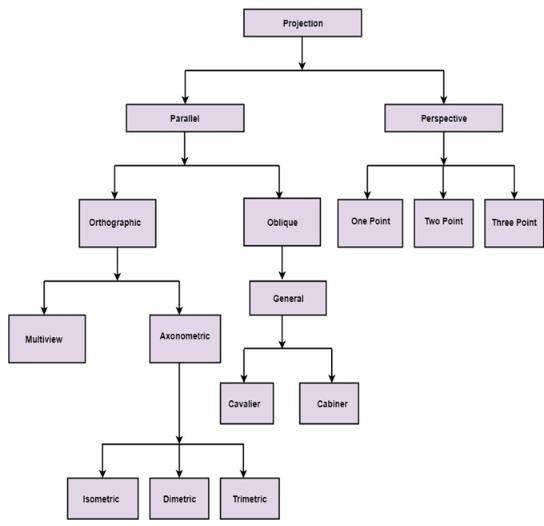 Projection
Parallel
Perspective
Orthographic
Oblique
One Point
Two Point
Three Point
General
Multiview
Axonometric
Cavalier
Cabiner
Isometric
Dimetric
Trimetric